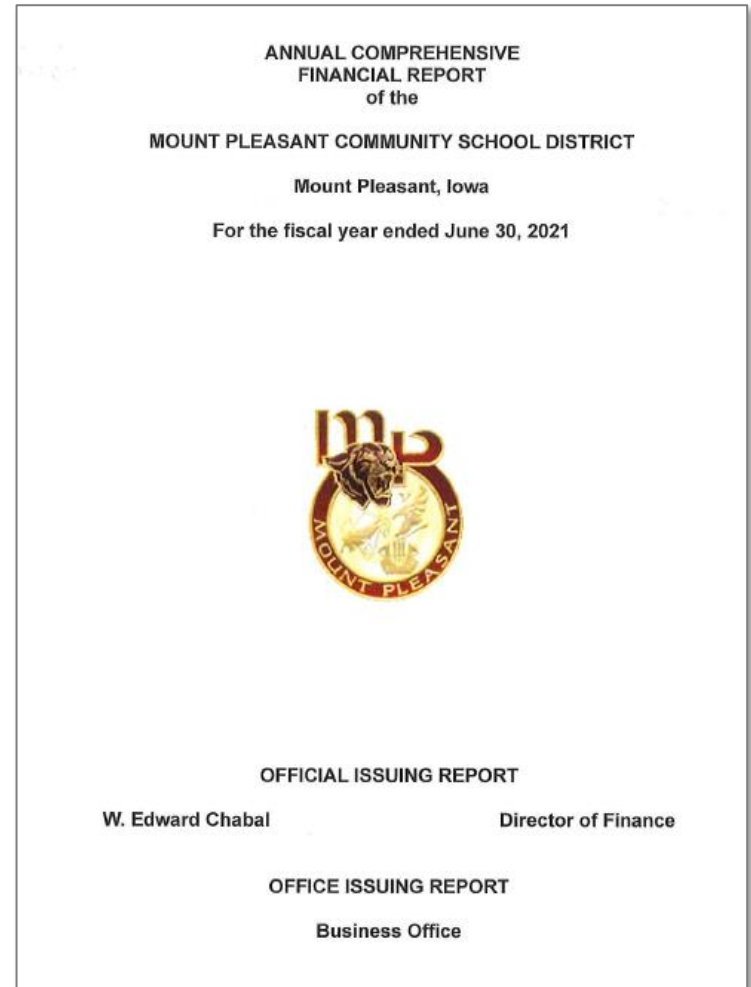 ANNUAL COMPREHENSIVE
FINANCIAL REPORT
of the
MOUNT PLEASANT COMMUNITY SCHOOL DISTRICT
Mount Pleasant, Iowa
For the fiscal year ended June 30, 2021
MP
MOUNT PLEASANT
OFFICIAL ISSUING REPORT
W. Edward Chabal Director of Finance
OFFICE ISSUING REPORT
Business Office